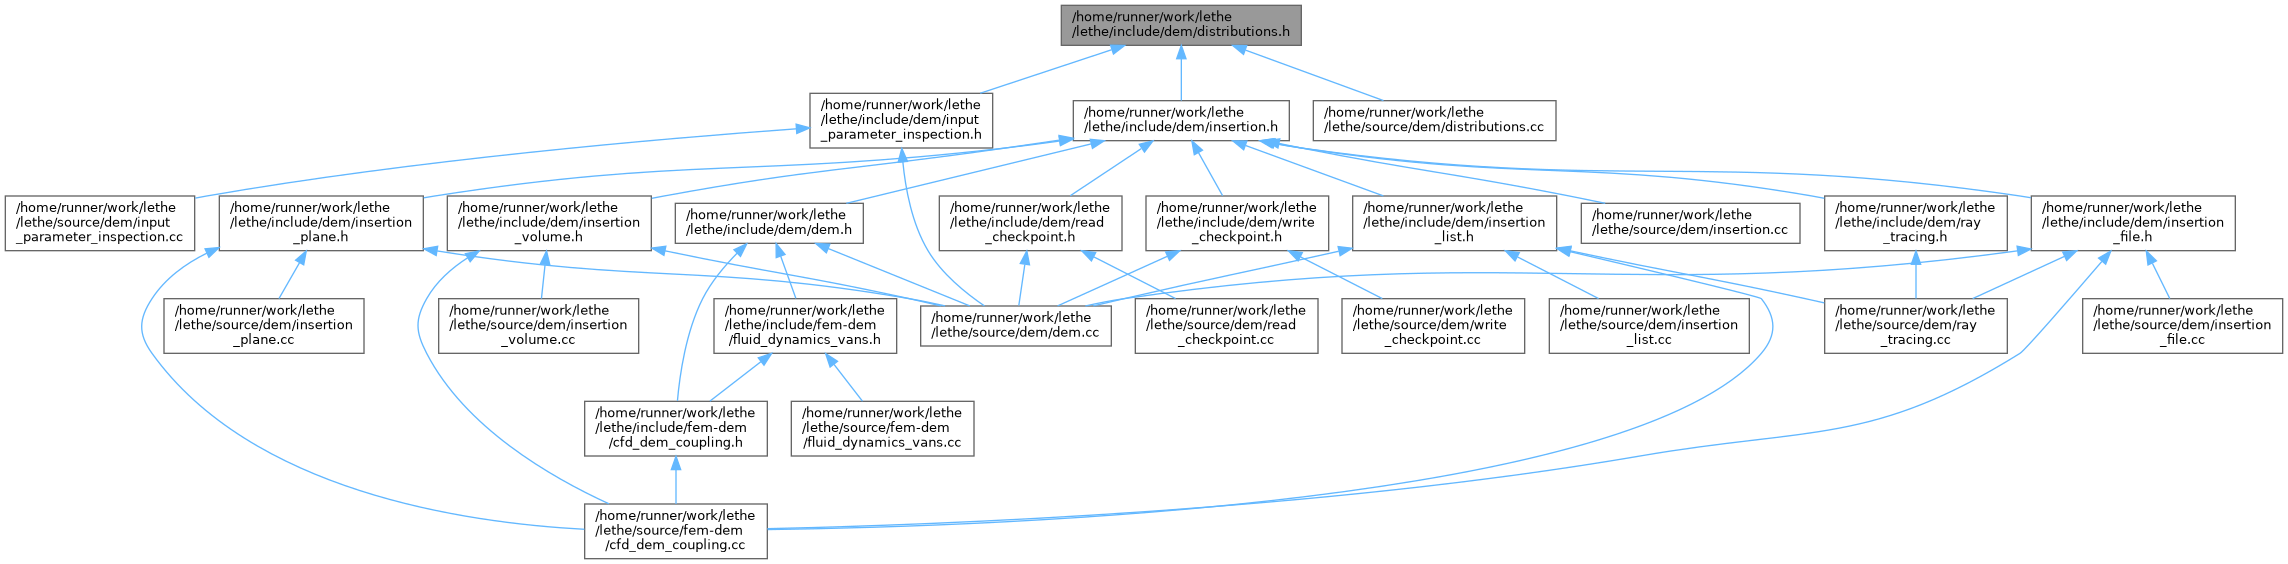 /home/runner/work/lethe
/lethe/include/dem/distributions.h
/home/runner/work/lethe
/lethe/include/dem/input
_parameter_inspection.h
/home/runner/work/lethe
/lethe/include/dem/insertion.h
/home/runner/work/lethe
/lethe/source/dem/distributions.cc
/home/runner/work/lethe
/lethe/source/dem/input
_parameter_inspection.cc
/home/runner/work/lethe
/lethe/include/dem/insertion
_plane.h
/home/runner/work/lethe
/lethe/include/dem/insertion
_volume.h
/home/runner/work/lethe
/lethe/include/dem/dem.h
/home/runner/work/lethe
/lethe/include/dem/read
_checkpoint.h
/home/runner/work/lethe
/lethe/include/dem/write
_checkpoint.h
/home/runner/work/lethe
/lethe/include/dem/insertion
_list.h
/home/runner/work/lethe
/lethe/source/dem/insertion.cc
/home/runner/work/lethe
/lethe/include/dem/ray
_tracing.h
/home/runner/work/lethe
/lethe/include/dem/insertion
_file.h
/home/runner/work/lethe
/lethe/source/dem/insertion
_plane.cc
/home/runner/work/lethe
/lethe/source/dem/insertion
_volume.cc
/home/runner/work/lethe
/lethe/include/fem-dem
/fluid_dynamics_vans.h
/home/runner/work/lethe
/lethe/source/dem/dem.cc
/home/runner/work/lethe
/lethe/source/dem/read
_checkpoint.cc
/home/runner/work/lethe
/lethe/source/dem/write
_checkpoint.cc
/home/runner/work/lethe
/lethe/source/dem/insertion
_list.cc
/home/runner/work/lethe
/lethe/source/dem/ray
_tracing.cc
/home/runner/work/lethe
/lethe/source/dem/insertion
_file.cc
/home/runner/work/lethe
/lethe/include/fem-dem
/cfd_dem_coupling.h
/home/runner/work/lethe
/lethe/source/fem-dem
/fluid_dynamics_vans.cc
/home/runner/work/lethe
/lethe/source/fem-dem
/cfd_dem_coupling.cc